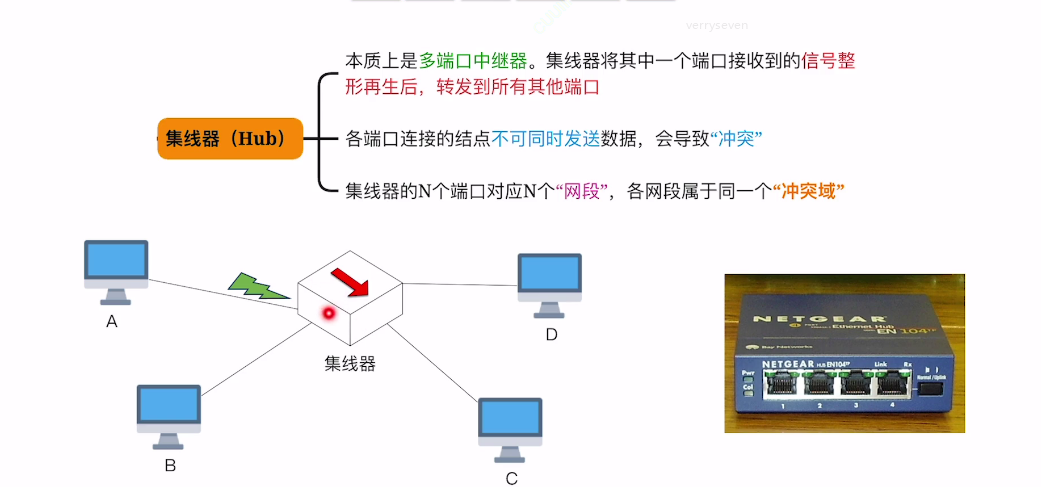 verryseven
本质上是多端口中继器。集线器将其中一个端口接收到的信号整
形再生后，转发到所有其他端口
集线器（Hub）
各端口连接的结点不可同时发送数据，会导致“冲突”
集线器的N个端口对应N个“网段”，各网段属于同一个“冲突域”
A
B
C
D
集线器
NETGEAR
Ethernet Hub
EN 104TP
Bay Networks
NETGEAR HUB EN104TP
Link Rx
Pwr
Col
Normal/Uplink
1 2 3 4